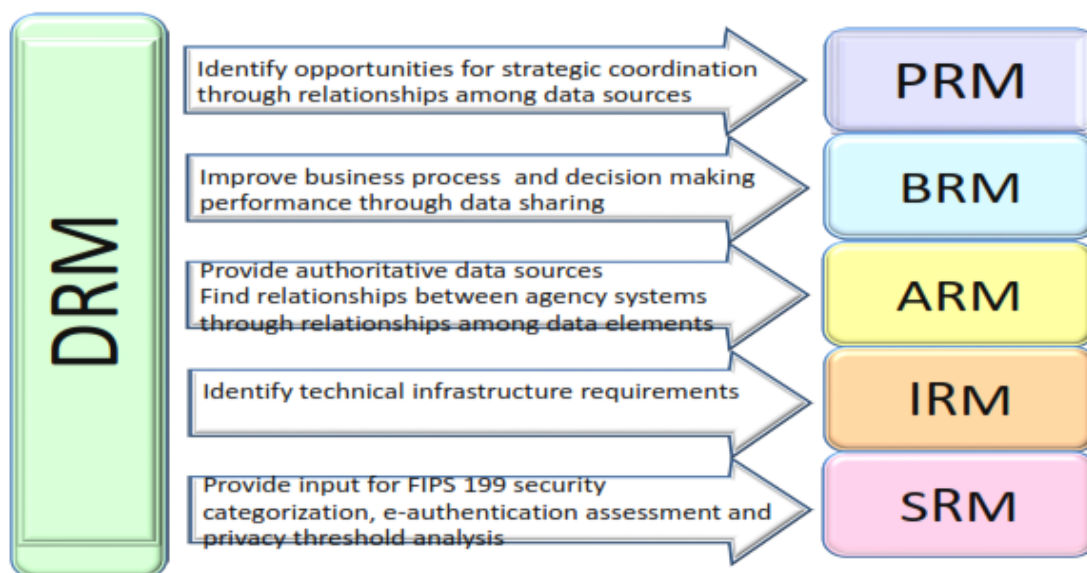 DRM
Identify opportunities for strategic coordination
through relationships among data sources
PRM
Improve business process and decision making
performance through data sharing
BRM
Provide authoritative data sources
Find relationships between agency systems
through relationships among data elements
ARM
Identify technical infrastructure requirements
IRM
Provide input for FIPS 199 security
categorization, e-authentication assessment and
privacy threshold analysis
SRM